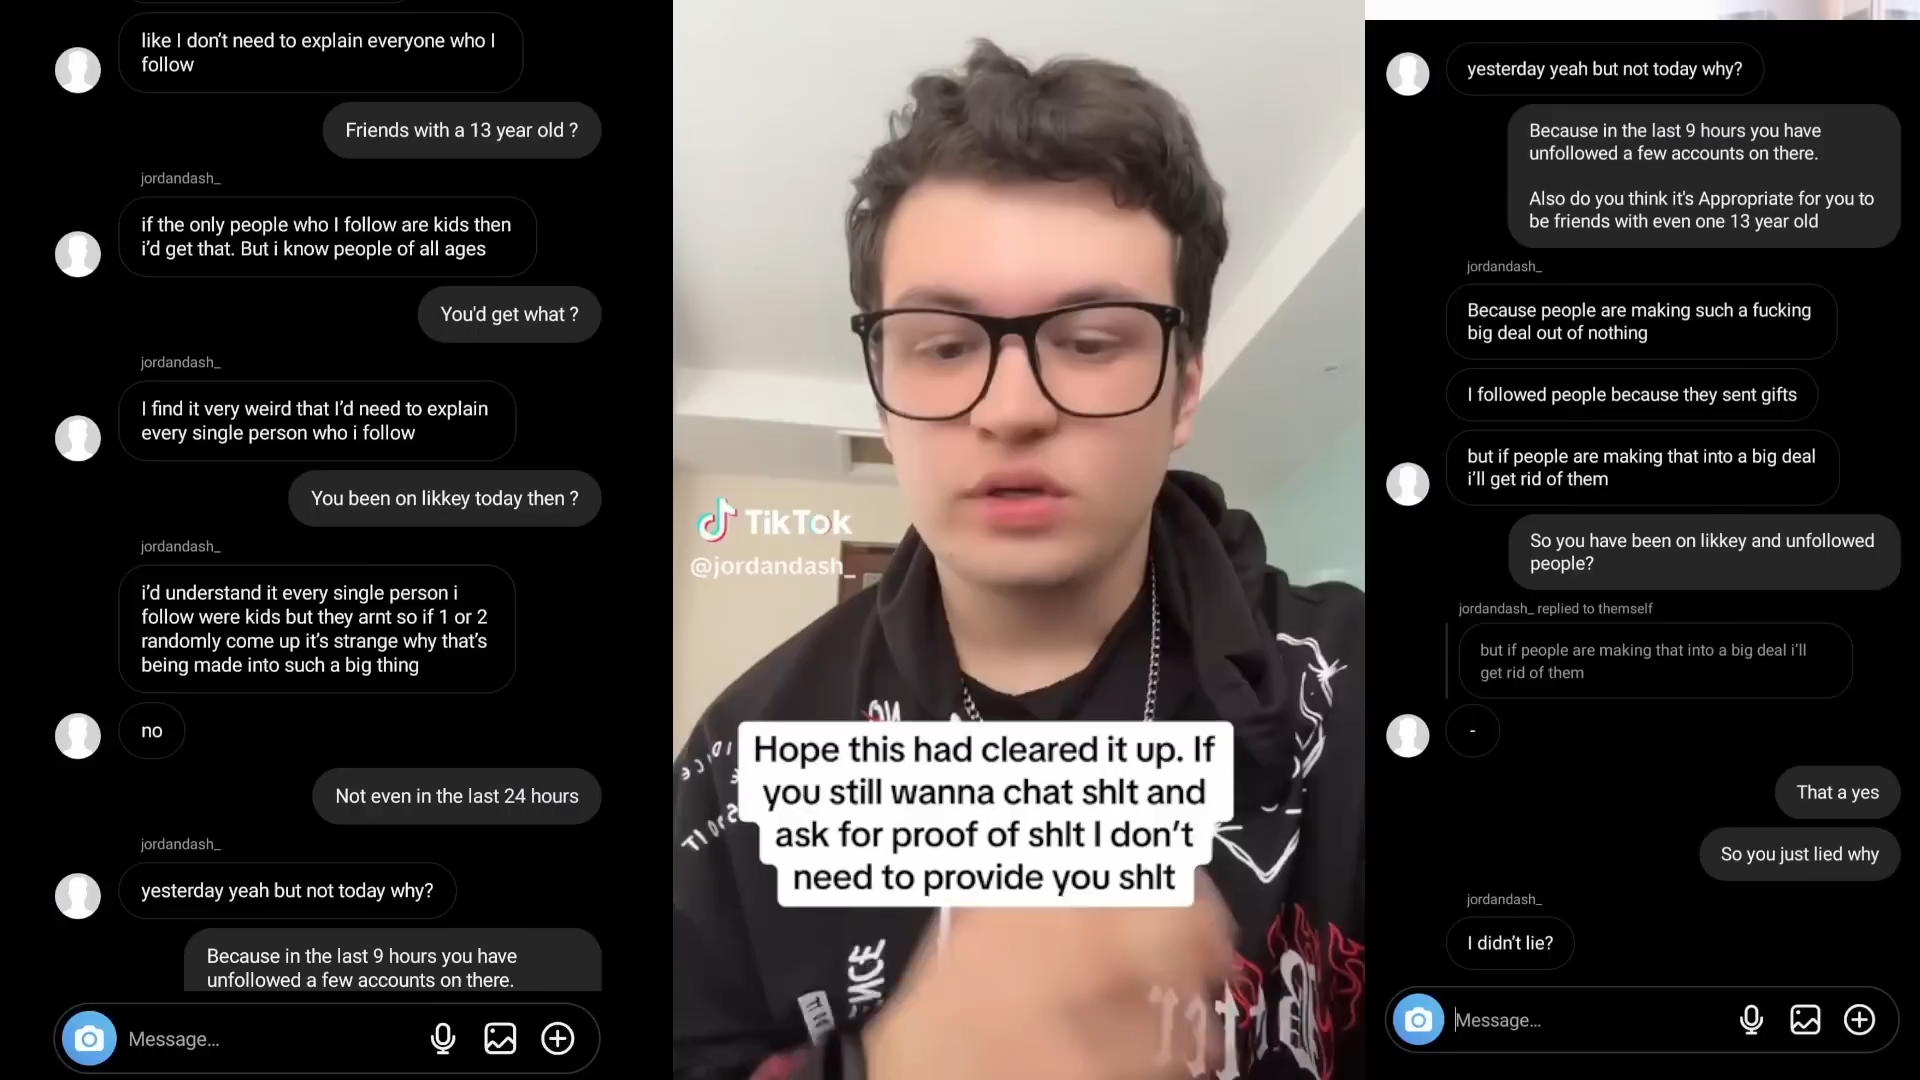 like I don't need to explain everyone who I
follow
Friends with a 13 year old ?
jordandash_
if the only people who I follow are kids then
i'd get that. But i know people of all ages
You'd get what ?
jordandash_
I find it very weird that I'd need to explain
every single person who i follow
You been on likkey today then ?
jordandash_
i'd understand it every single person i
follow were kids but they arnt so if 1 or 2
randomly come up it's strange why that's
being made into such a big thing
no
Not even in the last 24 hours
jordandash_
yesterday yeah but not today why?
Because in the last 9 hours you have
unfollowed a few accounts on there.
Message...
TikTok
@jordandash_
Hope this had cleared it up. If
you still wanna chat shIt and
ask for proof of shIt I don't
need to provide you shIt
yesterday yeah but not today why?
Because in the last 9 hours you have
unfollowed a few accounts on there.
Also do you think it's Appropriate for you to
be friends with even one 13 year old
jordandash_
Because people are making such a fucking
big deal out of nothing
I followed people because they sent gifts
but if people are making that into a big deal
i'll get rid of them
So you have been on likkey and unfollowed
people?
jordandash_ replied to themself
but if people are making that into a big deal i'll
get rid of them
-
That a yes
So you just lied why
jordandash_
I didn't lie?
Message...